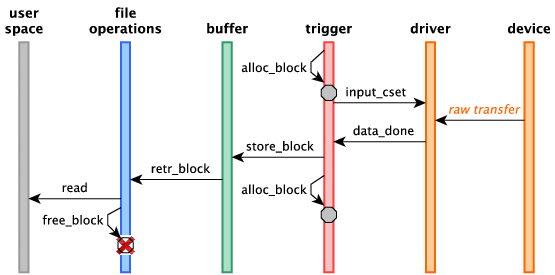 user
space
file
operations
buffer
trigger
driver
device
alloc_block
input_cset
raw transfer
data_done
store_block
retr_block
alloc_block
read
free_block